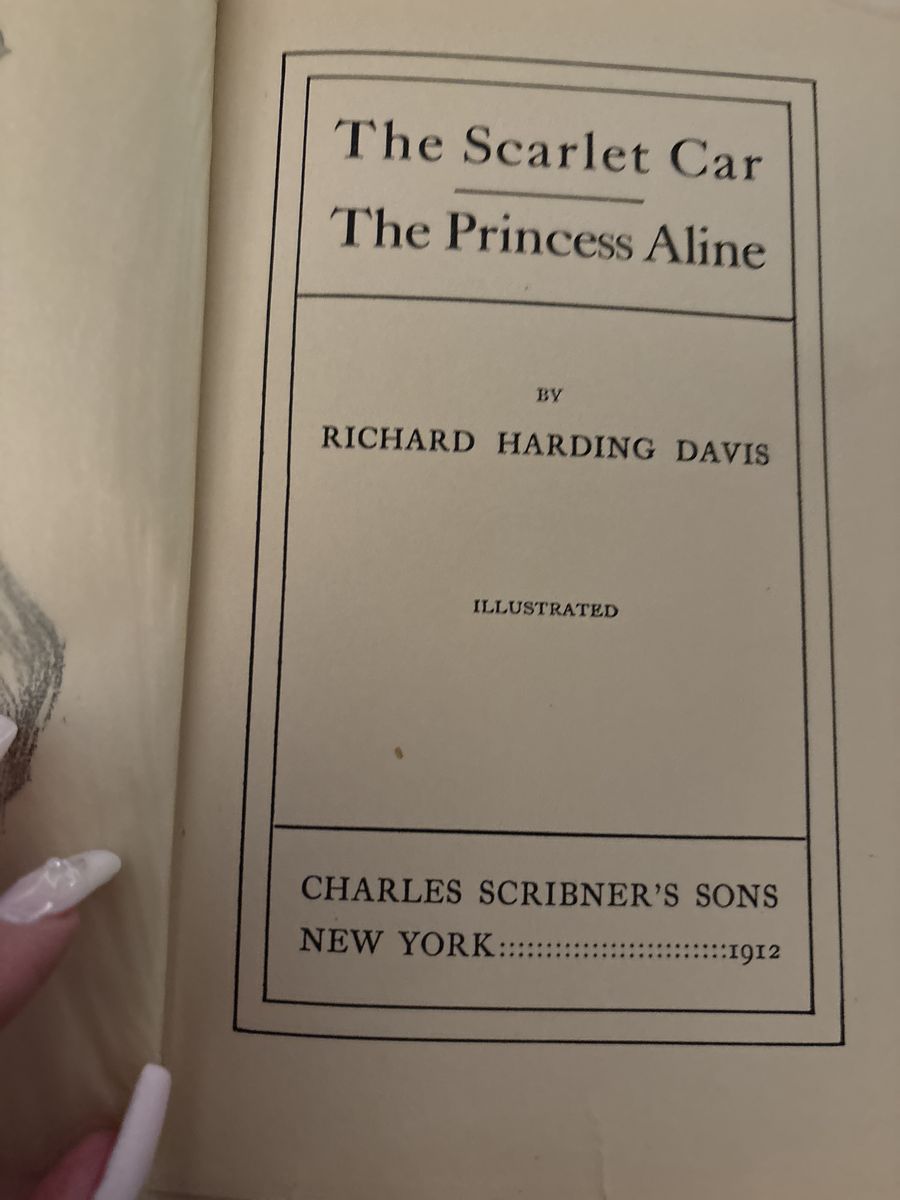 The Scarlet Car
The Princess Aline
BY
RICHARD HARDING DAVIS
ILLUSTRATED
CHARLES SCRIBNER'S SONS
NEW YORK::::::::::::::::::::::::::1912